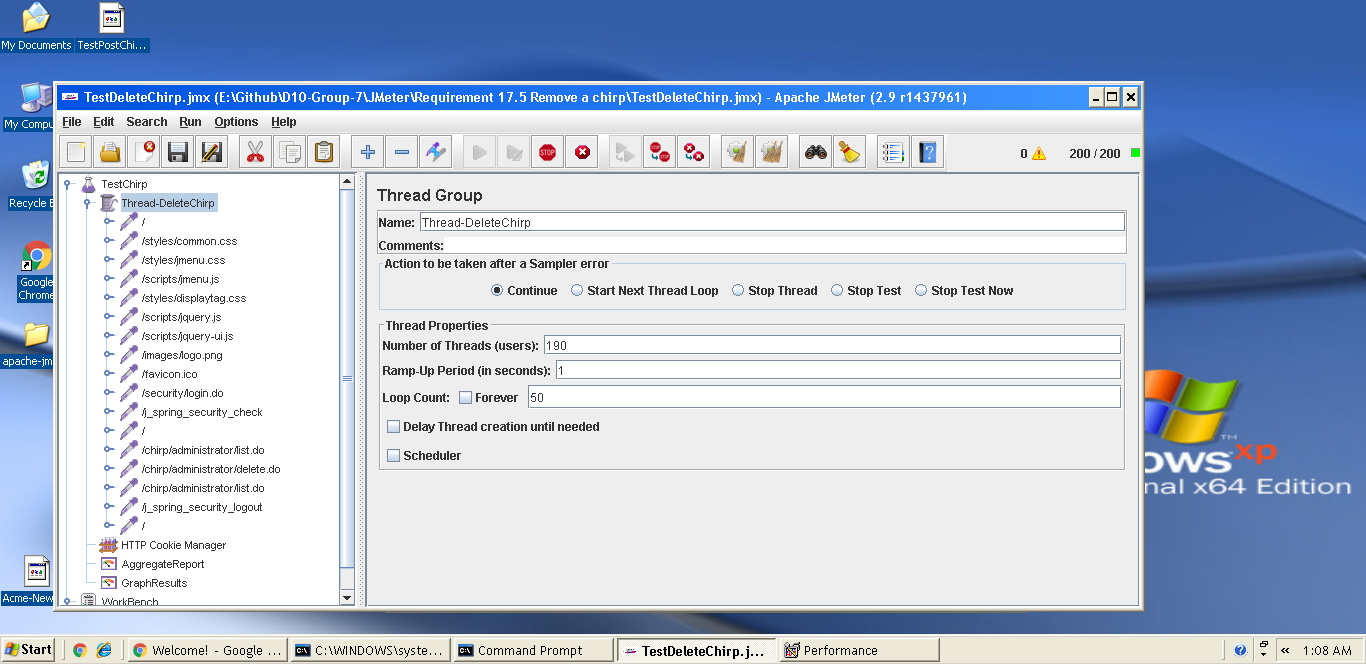 My Documents
TestPostChi...
My Compu
Recycle B
Google
Chrome
apache-jm
Acme-New
TestDeleteChirp.jmx (E:\Github\D10-Group-7\JMeter\Requirement 17.5 Remove a chirp\TestDeleteChirp.jmx) - Apache JMeter (2.9 r1437961)
File Edit Search Run Options Help
STOP
0 200 / 200
TestChirp
Thread-DeleteChirp
/
/styles/common.css
/styles/jmenu.css
/scripts/jmenu.js
/styles/displaytag.css
/scripts/jquery.js
/scripts/jquery-ui.js
/images/logo.png
/favicon.ico
/security/login.do
/j_spring_security_check
/
/chirp/administrator/list.do
/chirp/administrator/delete.do
/chirp/administrator/list.do
/j_spring_security_logout
/
HTTP Cookie Manager
AggregateReport
GraphResults
WorkBench
Thread Group
Name: Thread-DeleteChirp
Comments:
Action to be taken after a Sampler error
Continue Start Next Thread Loop Stop Thread Stop Test Stop Test Now
Thread Properties
Number of Threads (users): 190
Ramp-Up Period (in seconds): 1
Loop Count: Forever 50
Delay Thread creation until needed
Scheduler
ows xp
TM
nal x64 Edition
Start
Welcome! - Google ...
C:\WINDOWS\syste...
Command Prompt
TestDeleteChirp.j...
Performance
« 1:08 AM